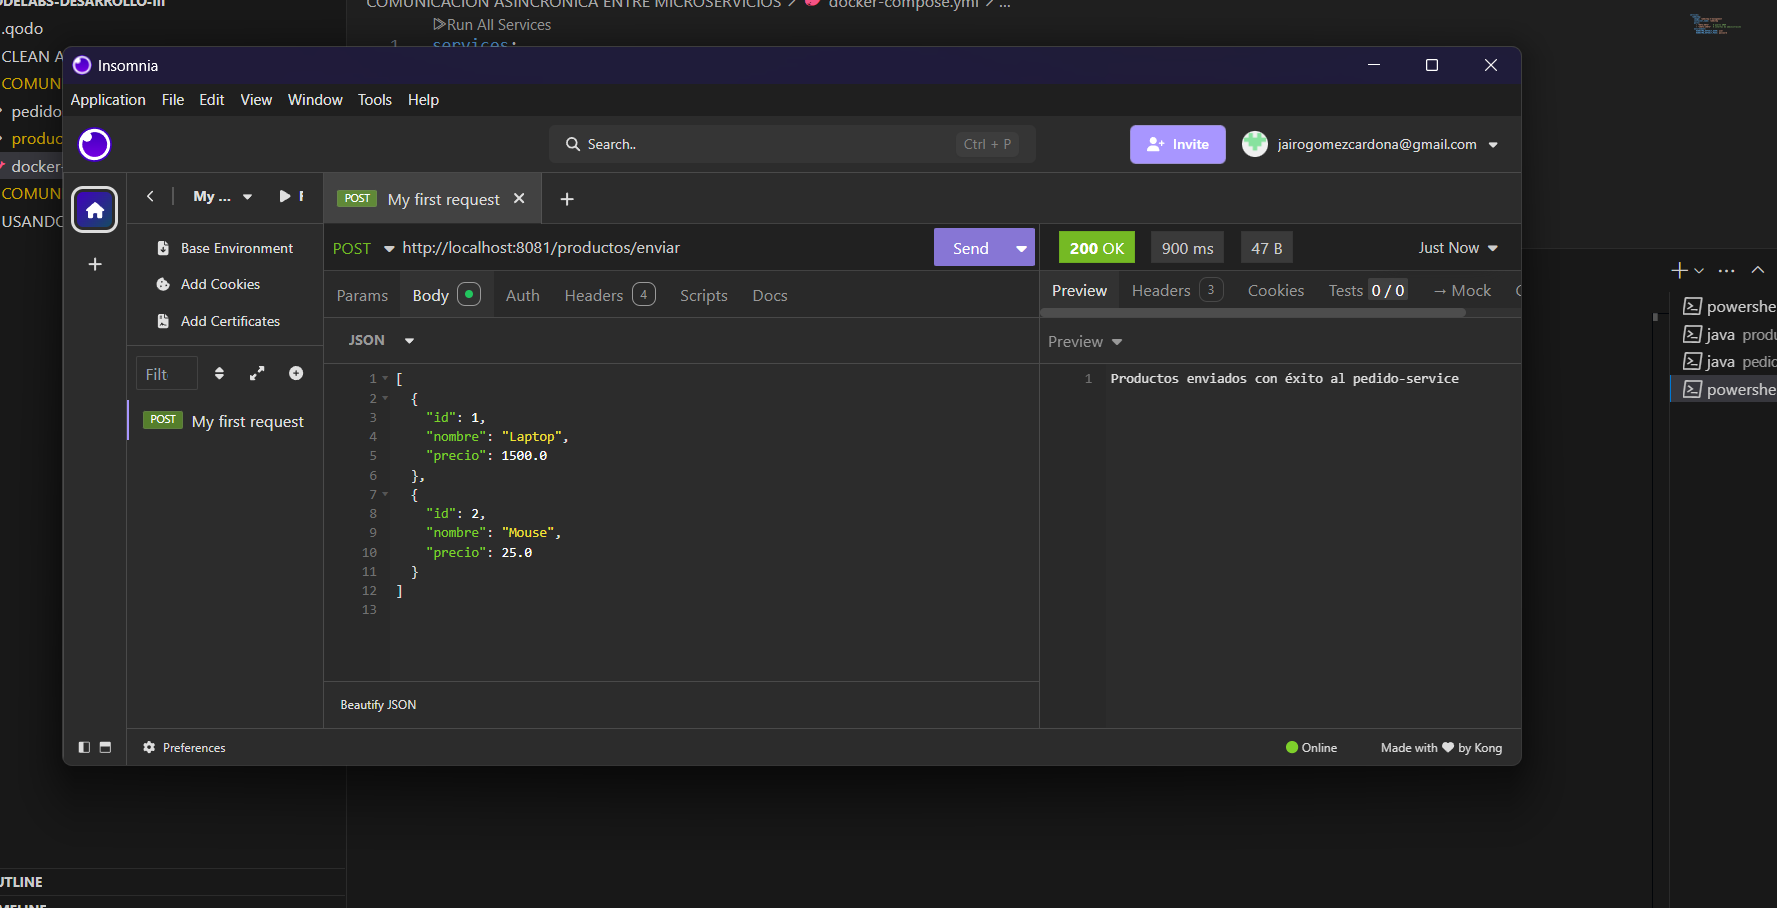 DELABS-DESARROLLO-III
.qodo
CLEAN A
COMUN
pedido
produc
docker-
COMUN
USANDO
COMUNICACION ASINCRONICA ENTRE MICROSERVICIOS > docker-compose.yml > ...
Run All Services
1 services:
Insomnia
Application File Edit View Window Tools Help
Search.. Ctrl + P
Invite
jairogomezcardona@gmail.com
My ...
POST My first request
Base Environment
Add Cookies
Add Certificates
Filt
POST My first request
POST http://localhost:8081/productos/enviar
Send
Params Body Auth Headers 4 Scripts Docs
JSON
1 [
2 {
3 "id": 1,
4 "nombre": "Laptop",
5 "precio": 1500.0
6 },
7 {
8 "id": 2,
9 "nombre": "Mouse",
10 "precio": 25.0
11 }
12 ]
13
Beautify JSON
200 OK 900 ms 47 B Just Now
Preview Headers 3 Cookies Tests 0 / 0 → Mock
Preview
1 Productos enviados con éxito al pedido-service
Preferences
Online
Made with ❤ by Kong
powershe
java produ
java pedic
powershe
UTLINE
MELINE